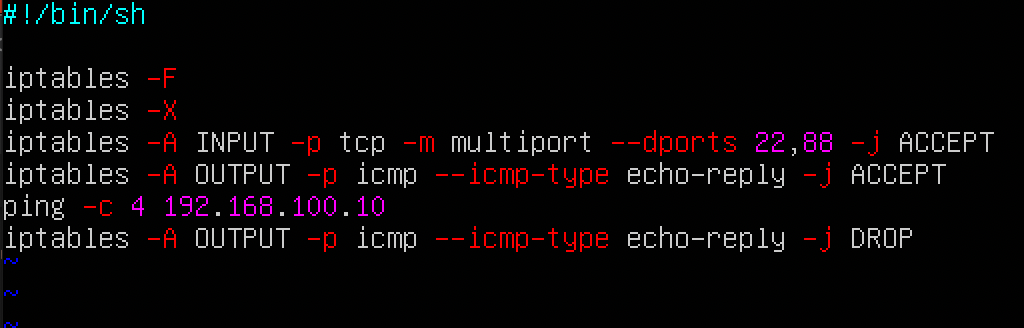 #!/bin/sh

iptables -F
iptables -X
iptables -A INPUT -p tcp -m multiport --dports 22,88 -j ACCEPT
iptables -A OUTPUT -p icmp --icmp-type echo-reply -j ACCEPT
ping -c 4 192.168.100.10
iptables -A OUTPUT -p icmp --icmp-type echo-reply -j DROP
~
~
~